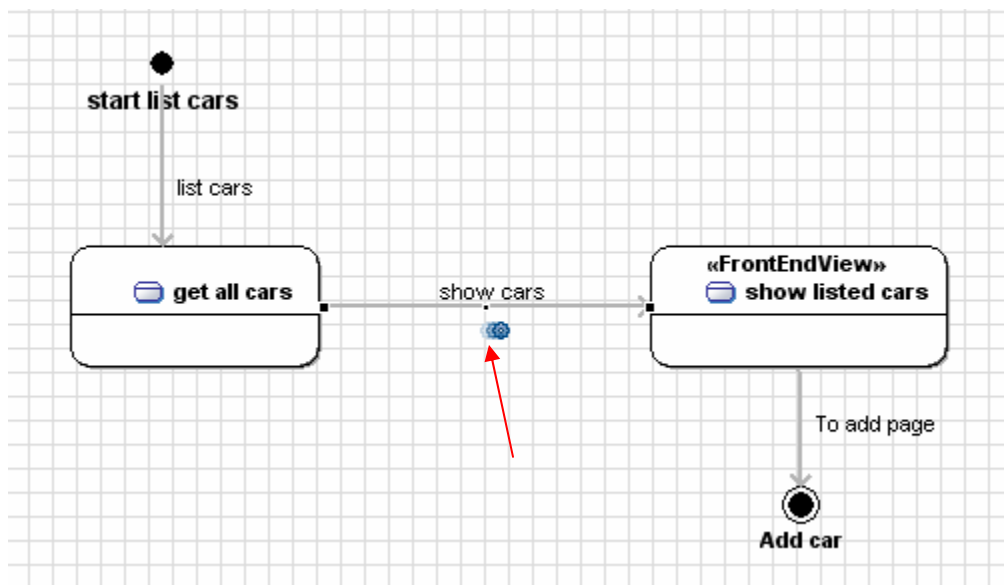 start list cars
list cars
get all cars
show cars
«FrontEndView»
show listed cars
To add page
Add car